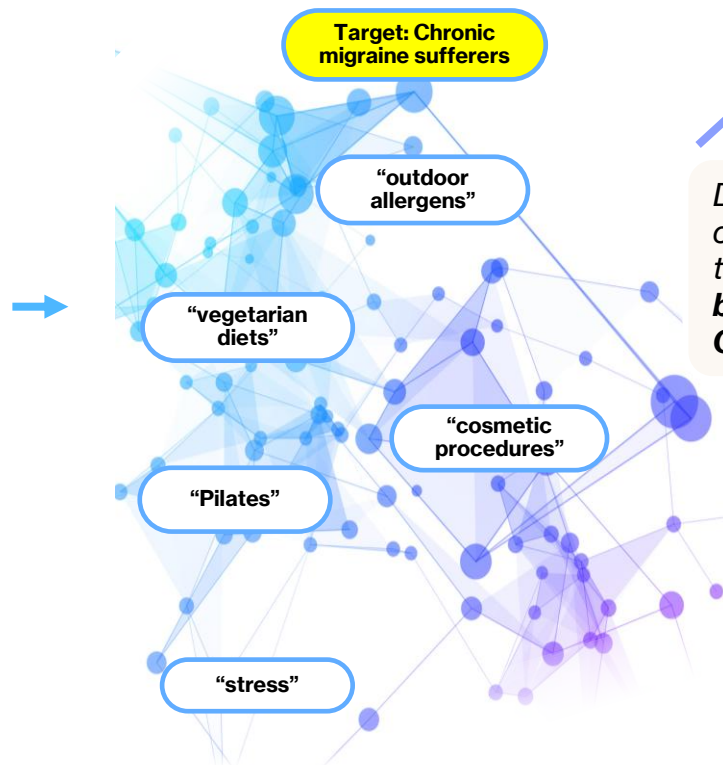 Target: Chronic
migraine sufferers
“outdoor
allergens”
“vegetarian
diets”
“cosmetic
procedures”
“Pilates”
“stress”